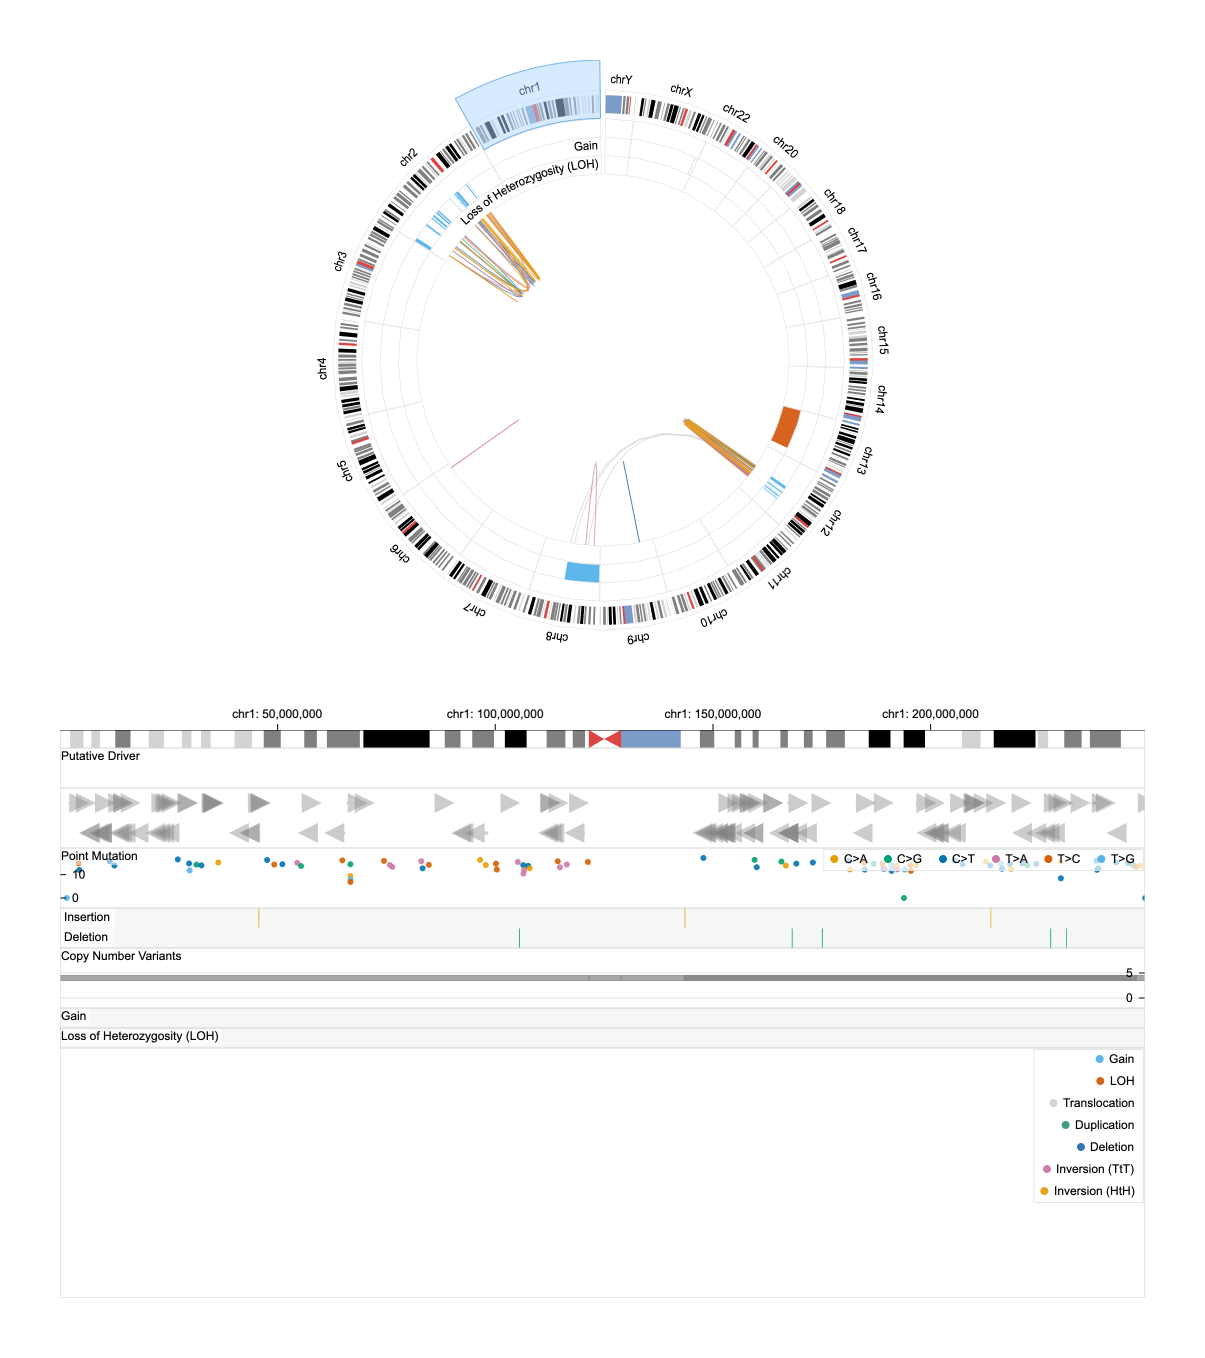 chrY
chr1
chrX
chr22
chr2
Gain
chr20
Loss of Heterozygosity (LOH)
chr18
chr17
chr3
chr16
chr15
chr4
chr14
chr13
chr5
chr12
chr6
chr11
chr7
chr10
chr8
chr9
chr1: 50,000,000 chr1: 100,000,000 chr1: 150,000,000 chr1: 200,000,000
Putative Driver
Point Mutation
C>A C>G C>T T>A T>C T>G
10
0
Insertion
Deletion
Copy Number Variants
5
0
Gain
Loss of Heterozygosity (LOH)
Gain
LOH
Translocation
Duplication
Deletion
Inversion (TtT)
Inversion (HtH)